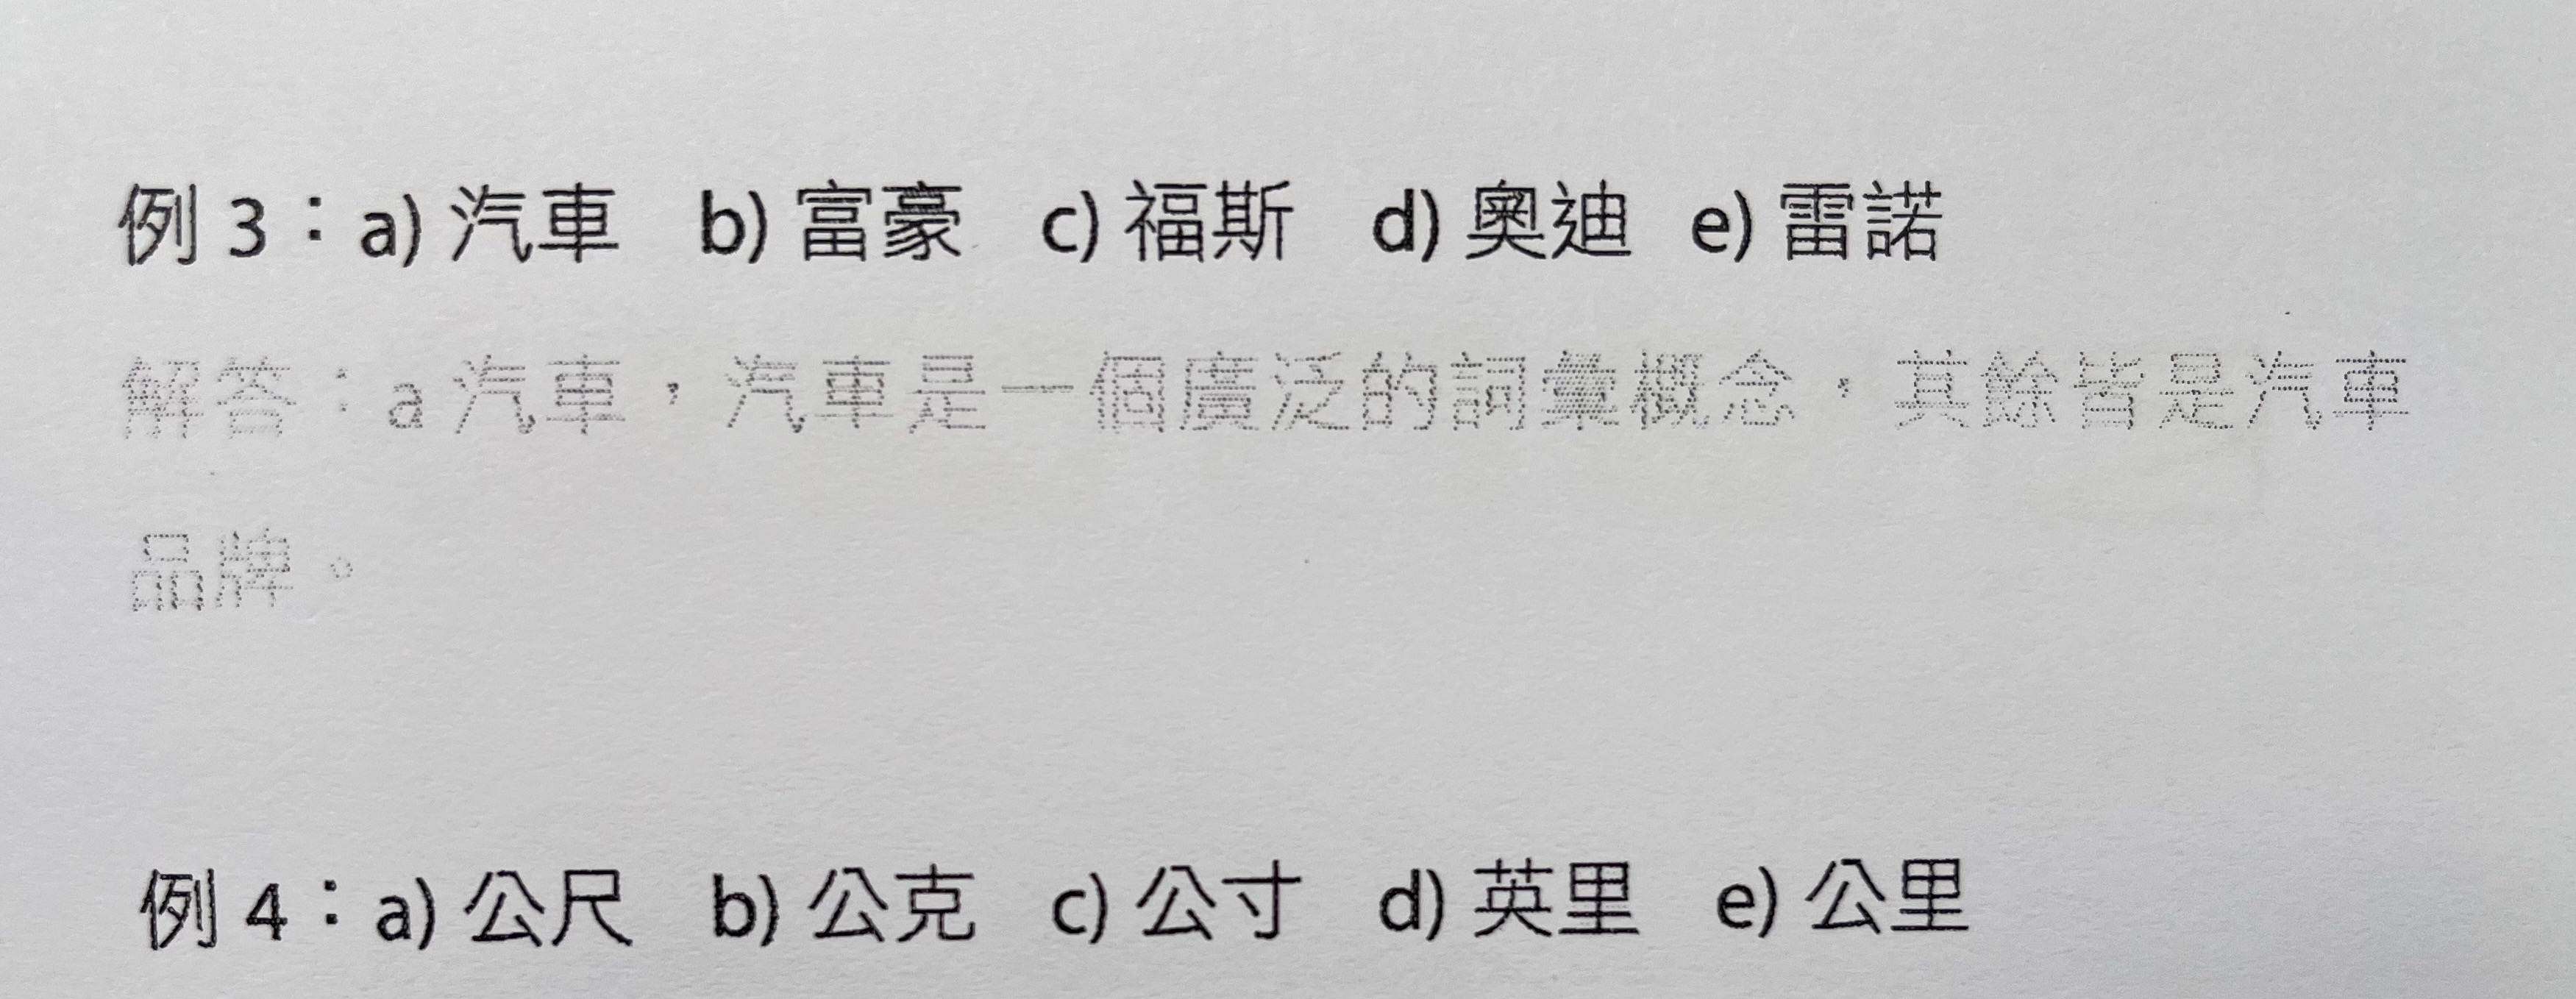 例 3：a) 汽車 b) 富豪 c) 福斯 d) 奧迪 e) 雷諾
解答：a 汽車，汽車是一個廣泛的詞彙概念，其餘皆是汽車
品牌。
例 4：a) 公尺 b) 公克 c) 公寸 d) 英里 e) 公里